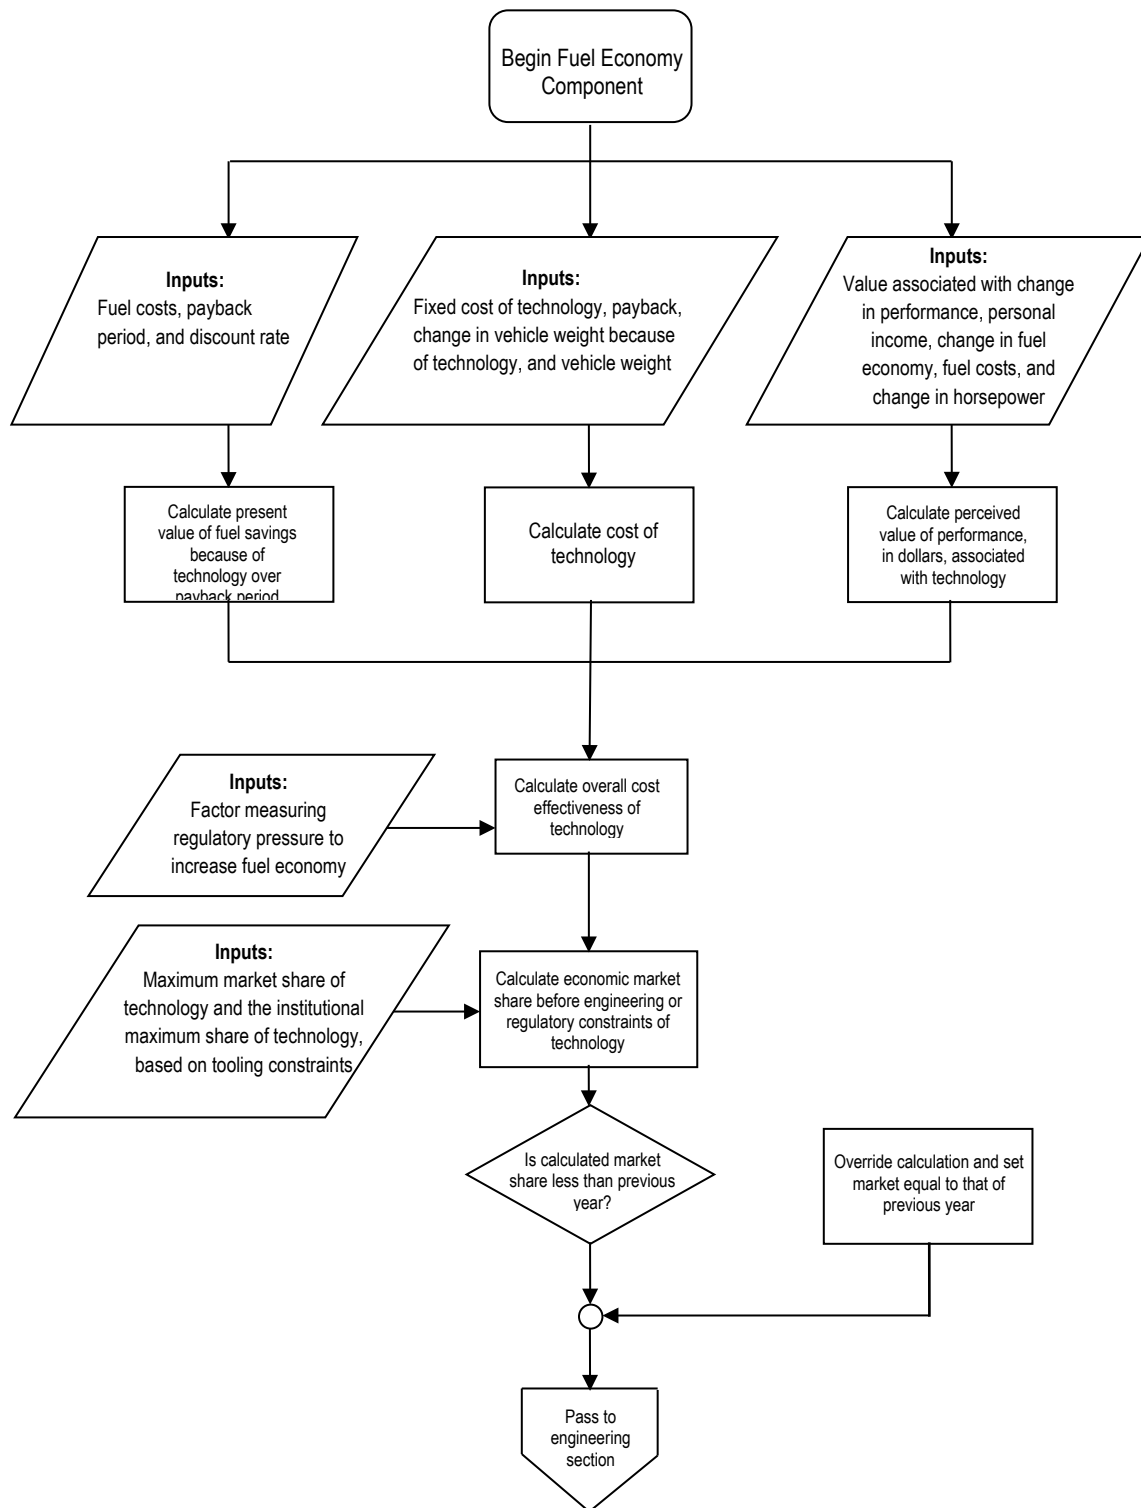 Begin Fuel Economy
Component
Inputs:
Fuel costs, payback
period, and discount rate
Inputs:
Fixed cost of technology, payback,
change in vehicle weight because
of technology, and vehicle weight
Inputs:
Value associated with change
in performance, personal
income, change in fuel
economy, fuel costs, and
change in horsepower
Calculate present
value of fuel savings
because of
technology over
payback period
Calculate cost of
technology
Calculate perceived
value of performance,
in dollars, associated
with technology
Inputs:
Factor measuring
regulatory pressure to
increase fuel economy
Calculate overall cost
effectiveness of
technology
Inputs:
Maximum market share of
technology and the institutional
maximum share of technology,
based on tooling constraints
Calculate economic market
share before engineering or
regulatory constraints of
technology
Is calculated market
share less than previous
year?
Override calculation and set
market equal to that of
previous year
Pass to
engineering
section